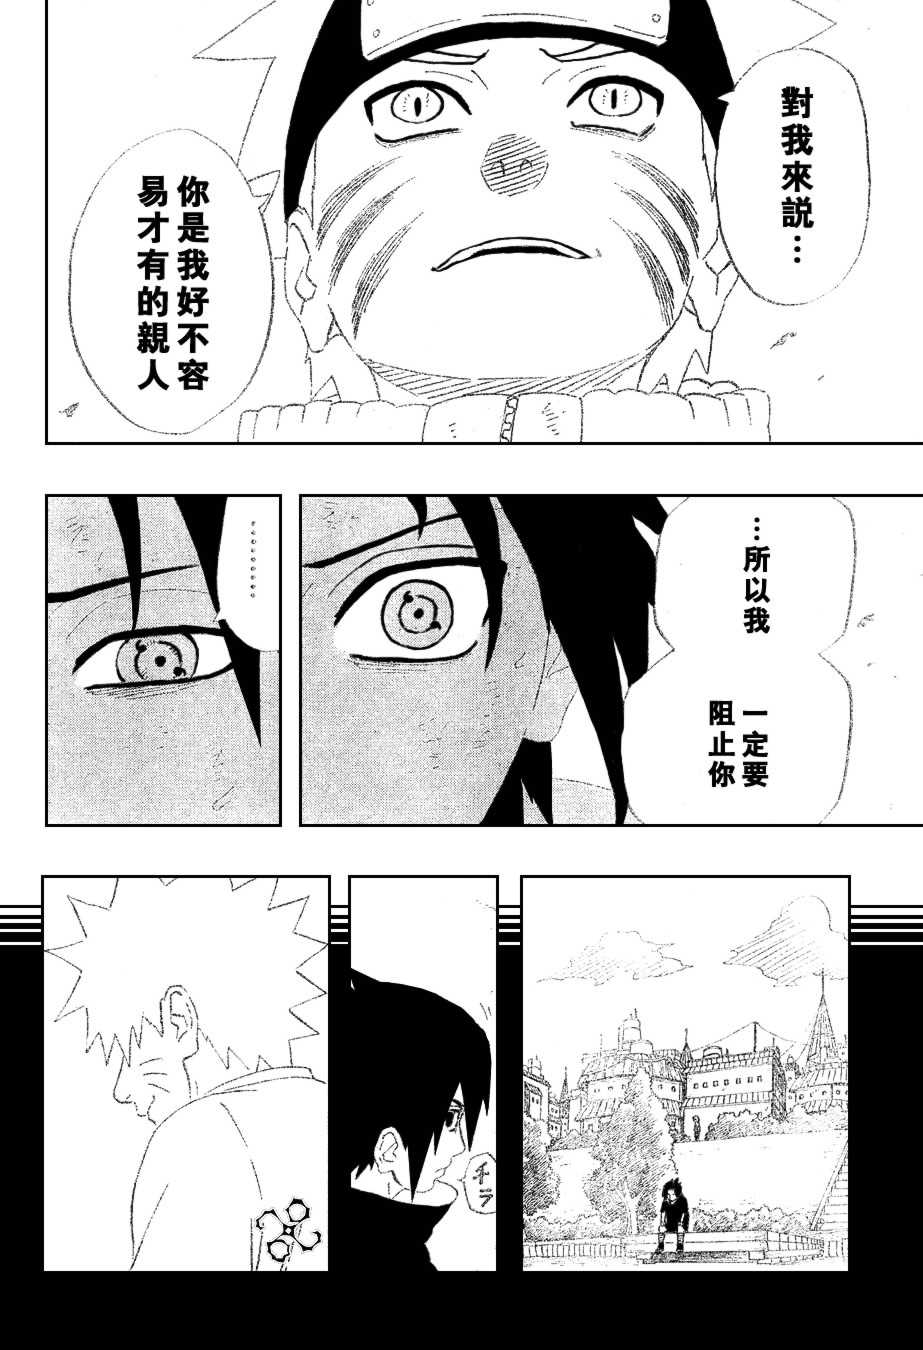 對我來説…
你是我好不容
易才有的親人
…所以我
一定要
阻止你
………
チラ